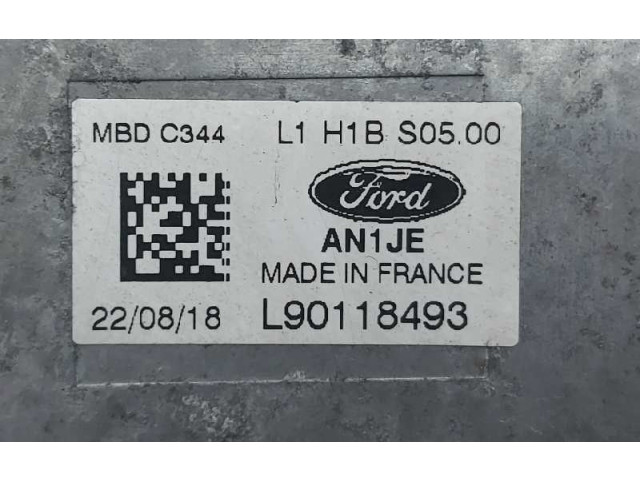 MBD C344 L1 H1B S05.00
Ford
AN1JE
MADE IN FRANCE
22/08/18 L90118493